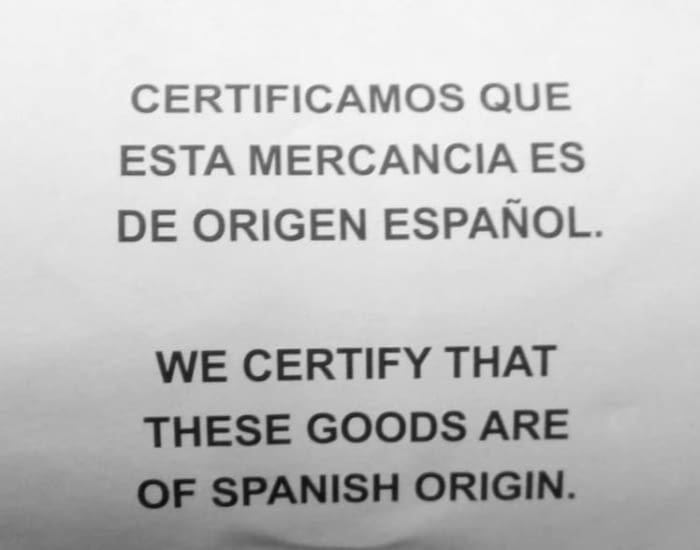 CERTIFICAMOS QUE
ESTA MERCANCIA ES
DE ORIGEN ESPAÑOL.
WE CERTIFY THAT
THESE GOODS ARE
OF SPANISH ORIGIN.